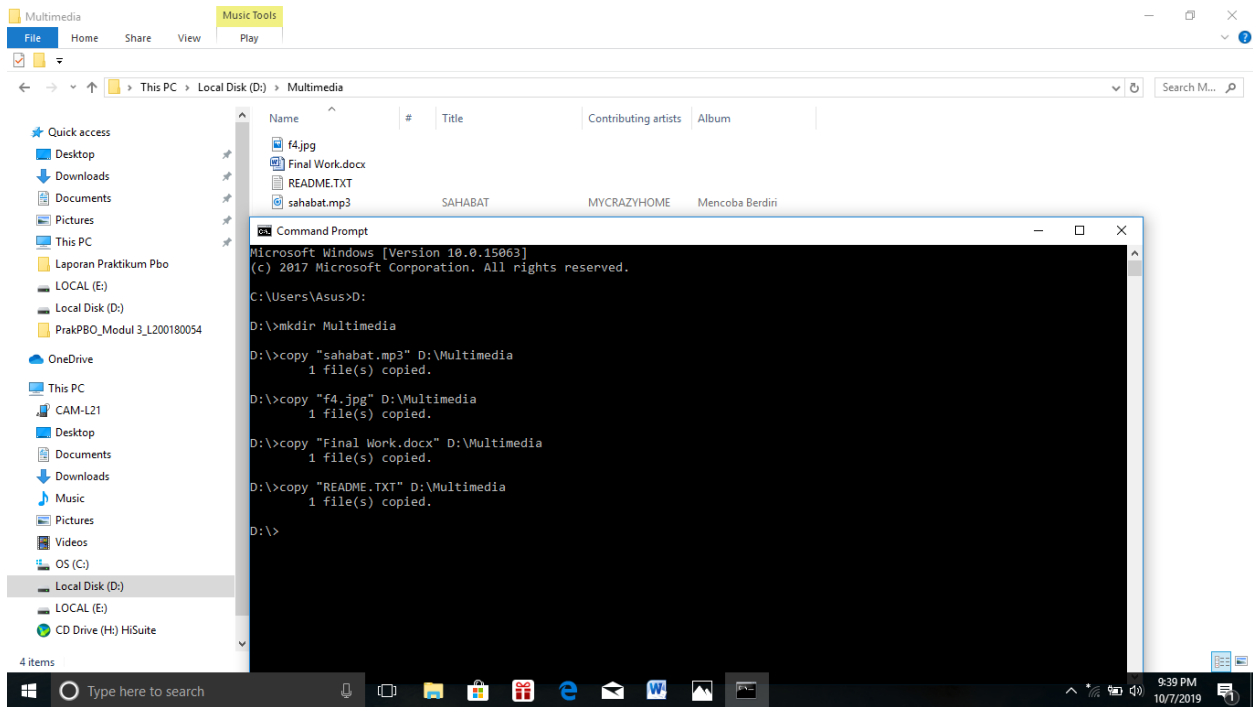 Multimedia
Music Tools
File Home Share View Play
This PC › Local Disk (D:) › Multimedia
Search M...
Name # Title Contributing artists Album
f4.jpg
Final Work.docx
README.TXT
sahabat.mp3 SAHABAT MYCRAZYHOME Mencoba Berdiri
Quick access
Desktop
Downloads
Documents
Pictures
This PC
Laporan Praktikum Pbo
LOCAL (E:)
Local Disk (D:)
PrakPBO_Modul 3_L200180054
OneDrive
This PC
CAM-L21
Desktop
Documents
Downloads
Music
Pictures
Videos
OS (C:)
Local Disk (D:)
LOCAL (E:)
CD Drive (H:) HiSuite
4 items
Command Prompt
Microsoft Windows [Version 10.0.15063]
(c) 2017 Microsoft Corporation. All rights reserved.
C:\Users\Asus>D:
D:\>mkdir Multimedia
D:\>copy "sahabat.mp3" D:\Multimedia
1 file(s) copied.
D:\>copy "f4.jpg" D:\Multimedia
1 file(s) copied.
D:\>copy "Final Work.docx" D:\Multimedia
1 file(s) copied.
D:\>copy "README.TXT" D:\Multimedia
1 file(s) copied.
D:\>
Type here to search
9:39 PM
10/7/2019
1